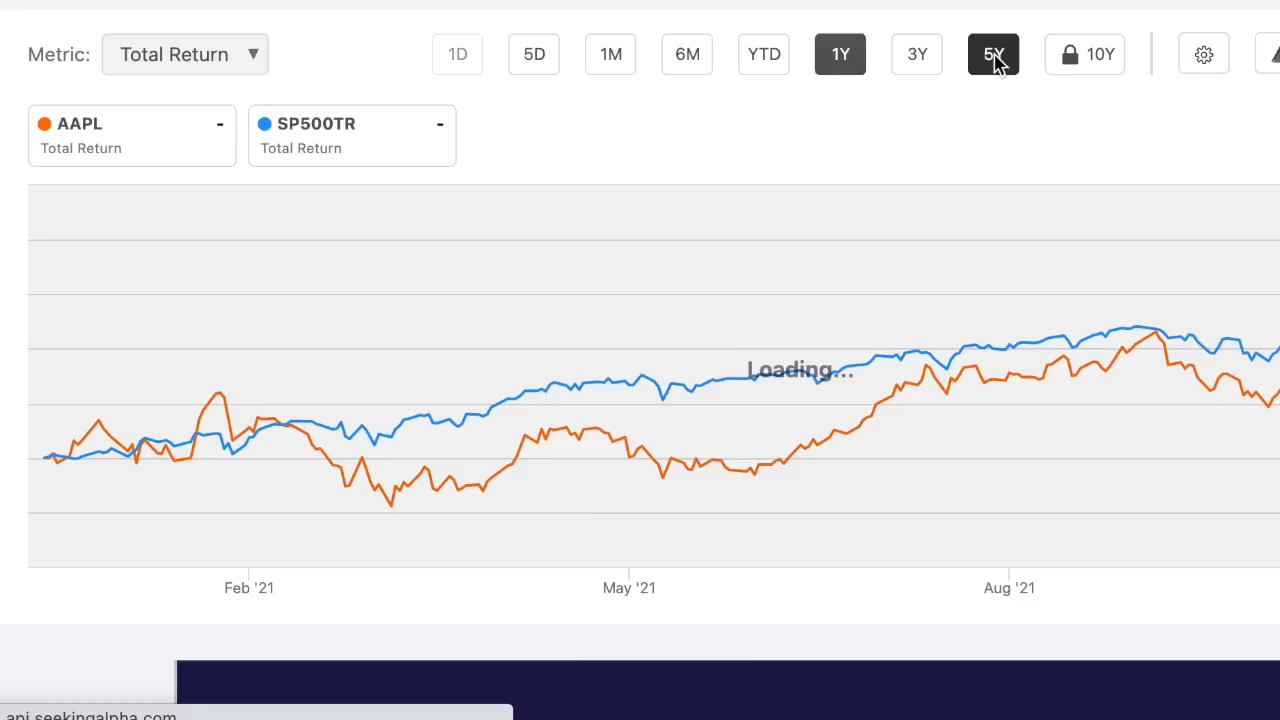 Metric: Total Return ▼ 1D 5D 1M 6M YTD 1Y 3Y 5Y 10Y
AAPL - SP500TR -
Total Return Total Return
Loading...
Feb '21 May '21 Aug '21
api.seekingalpha.com